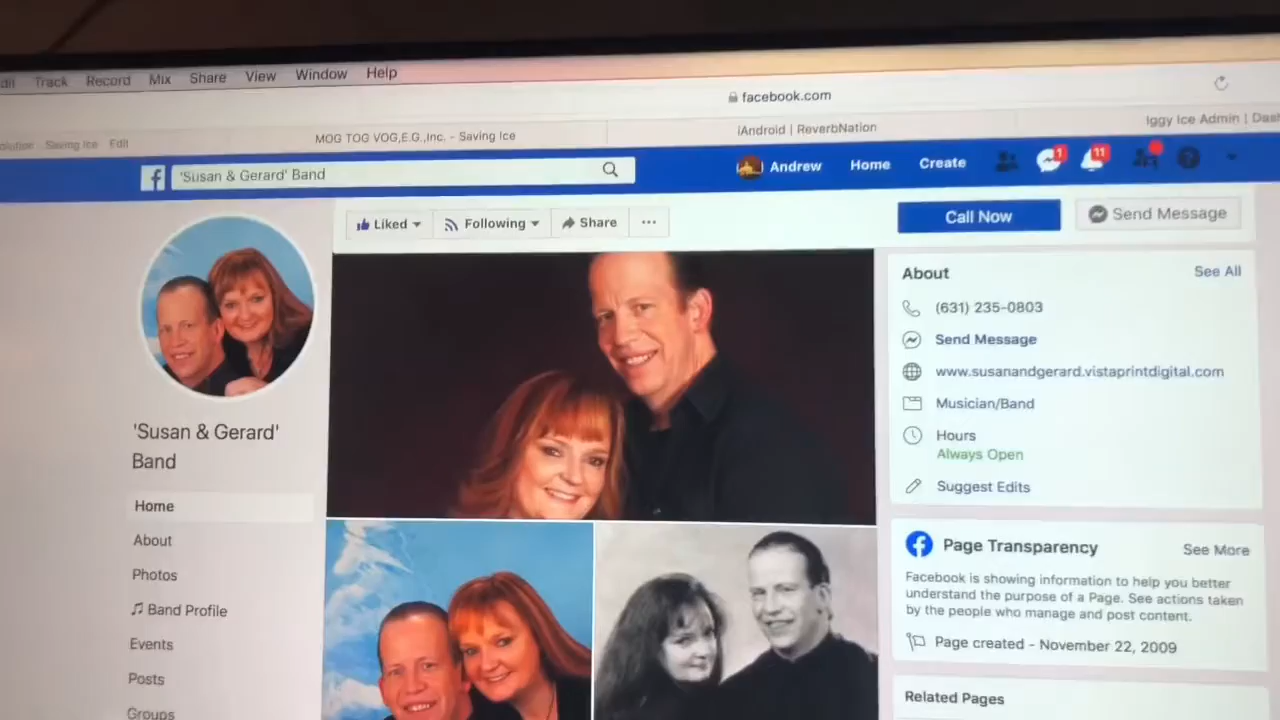 Track Record Mix Share View Window Help
facebook.com
Saving Ice Edit
MOG TOG VOG,E.G.,Inc. - Saving Ice
iAndroid | ReverbNation
Iggy Ice Admin | Das
'Susan & Gerard' Band
Andrew Home Create
1
11
Liked Following Share ...
Call Now Send Message
'Susan & Gerard'
Band
Home
About
Photos
Band Profile
Events
Posts
Groups
About See All
(631) 235-0803
Send Message
www.susanandgerard.vistaprintdigital.com
Musician/Band
Hours
Always Open
Suggest Edits
Page Transparency See More
Facebook is showing information to help you better
understand the purpose of a Page. See actions taken
by the people who manage and post content.
Page created - November 22, 2009
Related Pages